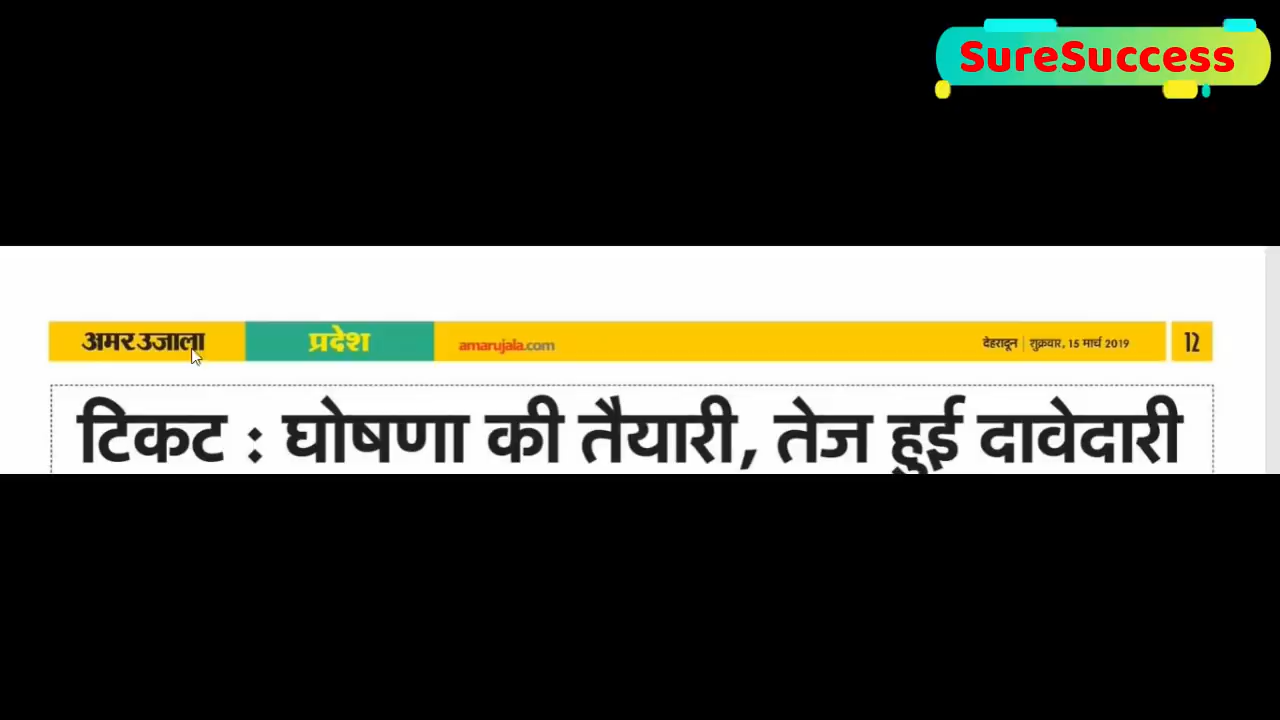 SureSuccess
अमर उजाला प्रदेश amarujala.com देहरादून | शुक्रवार, 15 मार्च 2019 12
टिकट : घोषणा की तैयारी, तेज हुई दावेदारी